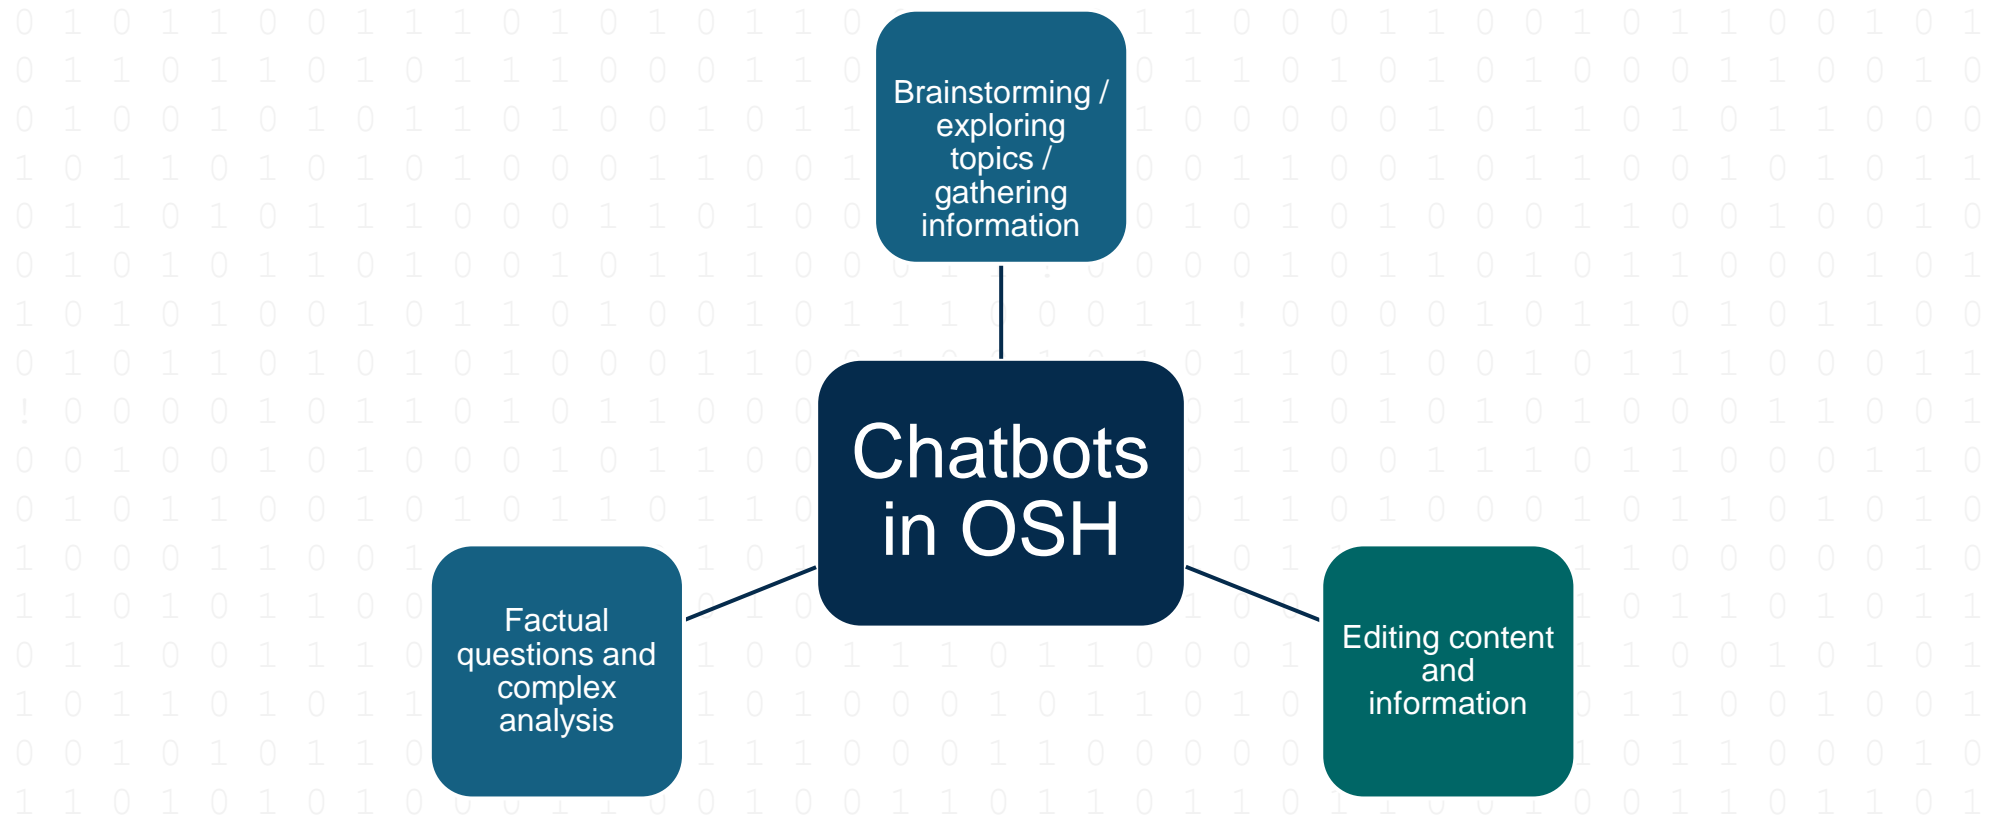 Brainstorming /
exploring
topics /
gathering
information
Chatbots
in OSH
Factual
questions and
complex
analysis
Editing content
and
information